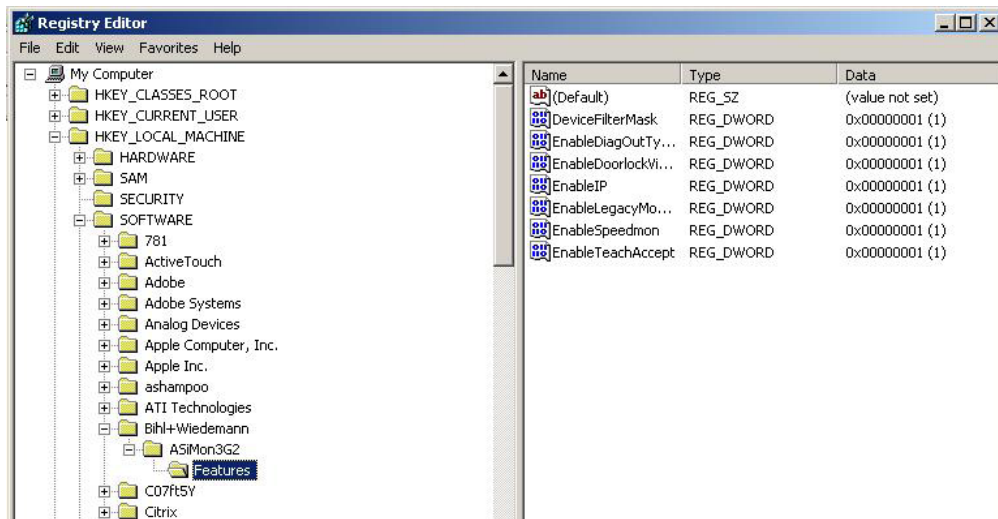 Registry Editor
File Edit View Favorites Help
My Computer
HKEY_CLASSES_ROOT
HKEY_CURRENT_USER
HKEY_LOCAL_MACHINE
HARDWARE
SAM
SECURITY
SOFTWARE
781
ActiveTouch
Adobe
Adobe Systems
Analog Devices
Apple Computer, Inc.
Apple Inc.
ashampoo
ATI Technologies
Bihl+Wiedemann
ASiMon3G2
Features
C07ft5Y
Citrix
Name Type Data
ab (Default) REG_SZ (value not set)
DeviceFilterMask REG_DWORD 0x00000001 (1)
EnableDiagOutTy... REG_DWORD 0x00000001 (1)
EnableDoorlockVi... REG_DWORD 0x00000001 (1)
EnableIP REG_DWORD 0x00000001 (1)
EnableLegacyMo... REG_DWORD 0x00000001 (1)
EnableSpeedmon REG_DWORD 0x00000001 (1)
EnableTeachAccept REG_DWORD 0x00000001 (1)